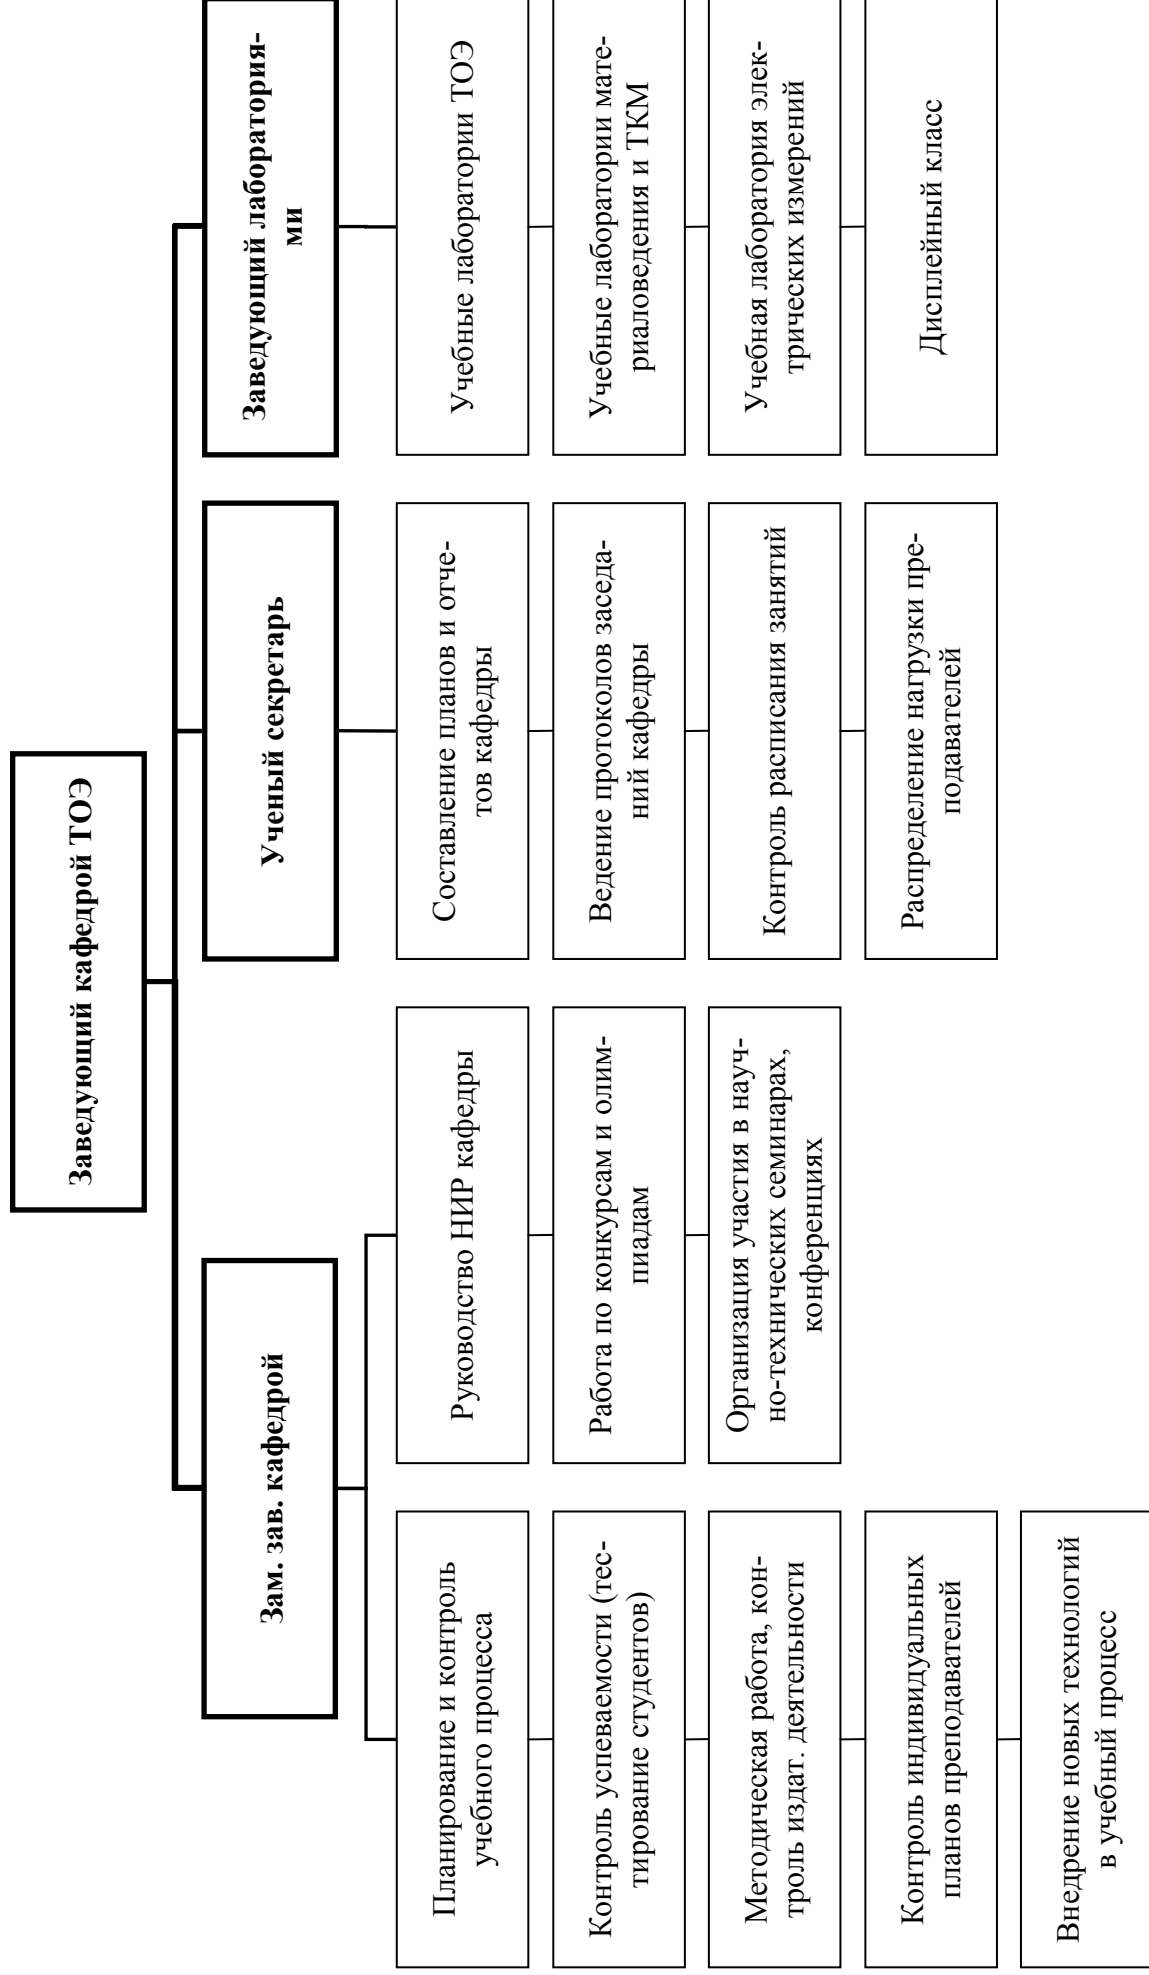 Заведующий кафедрой ТОЭ
Зам. зав. кафедрой
Планирование и контроль
учебного процесса
Контроль успеваемости (тес-
тирование студентов)
Методическая работа, кон-
троль издат. деятельности
Контроль индивидуальных
планов преподавателей
Внедрение новых технологий
в учебный процесс
Руководство НИР кафедры
Работа по конкурсам и олим-
пиадам
Организация участия в науч-
но-технических семинарах,
конференциях
Ученый секретарь
Составление планов и отче-
тов кафедры
Ведение протоколов заседа-
ний кафедры
Контроль расписания занятий
Распределение нагрузки пре-
подавателей
Заведующий лаборатория-
ми
Учебные лаборатории ТОЭ
Учебные лаборатории мате-
риаловедения и ТКМ
Учебная лаборатория элек-
трических измерений
Дисплейный класс